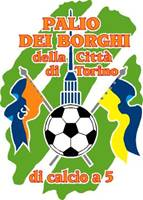 PALIO
DEI BORGHI
della Città
di Torino
di calcio a 5